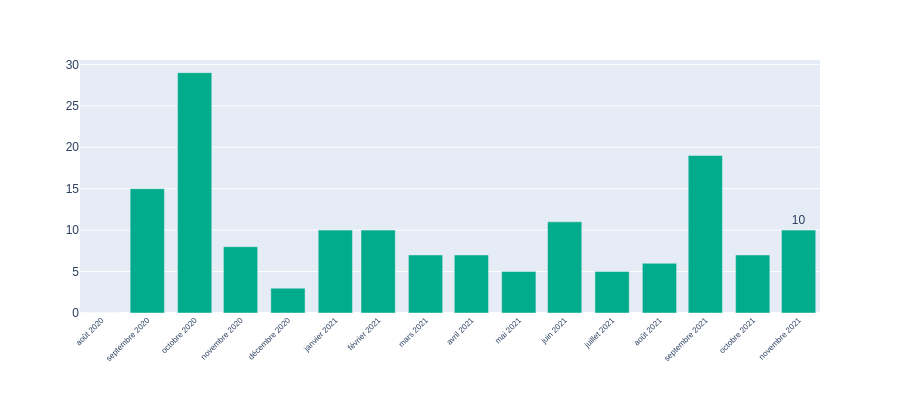 30
25
20
15
10
5
0
10
août 2020
septembre 2020
octobre 2020
novembre 2020
décembre 2020
janvier 2021
février 2021
mars 2021
avril 2021
mai 2021
juin 2021
juillet 2021
août 2021
septembre 2021
octobre 2021
novembre 2021